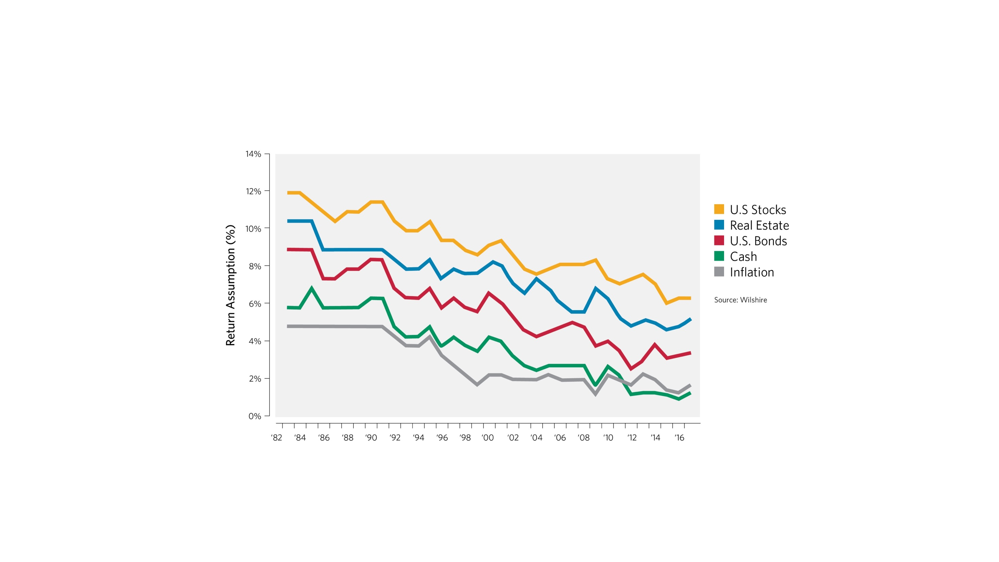 14%
12%
10%
8%
6%
4%
2%
0%
Return Assumption (%)
‘82 ‘84 ‘86 ‘88 ‘90 ‘92 ‘94 ‘96 ‘98 ‘00 ‘02 ‘04 ‘06 ‘08 ‘10 ‘12 ‘14 ‘16
U.S Stocks
Real Estate
U.S. Bonds
Cash
Inflation
Source: Wilshire